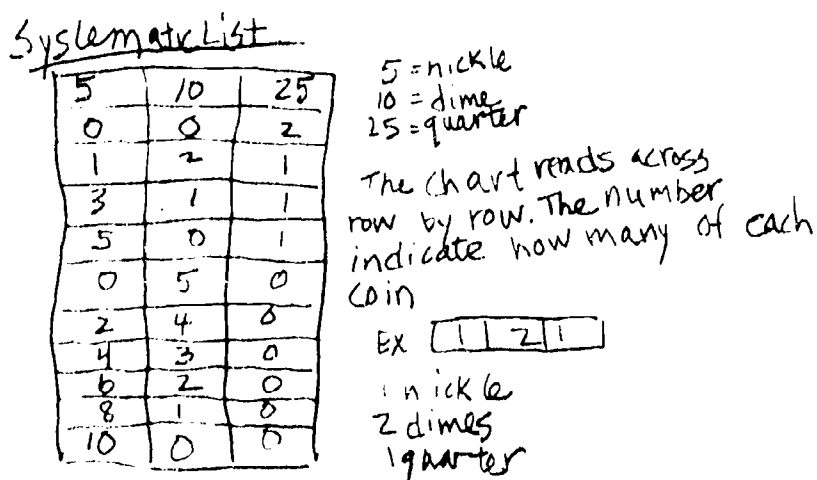 Systematic List
5 10 25
0 0 2
1 2 1
3 1 1
5 0 1
0 5 0
2 4 0
4 3 0
6 2 0
8 1 0
10 0 0
5 = nickle
10 = dime
25 = quarter
The chart reads across
row by row. The number
indicate how many of each
coin
Ex 1 2 1
1 nickle
2 dimes
1 quarter